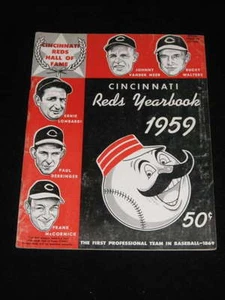 CINCINNATI
REDS
HALL OF
FAME
JOHNNY
VANDER MEER
BUCKY
WALTERS
CINCINNATI
Reds Yearbook
1959
ERNIE
LOMBARDI
PAUL
DERRINGER
FRANK
McCORMICK
50¢
THE FIRST PROFESSIONAL TEAM IN BASEBALL-1869